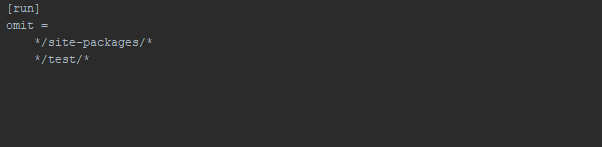 [run]
omit =
    */site-packages/*
    */test/*